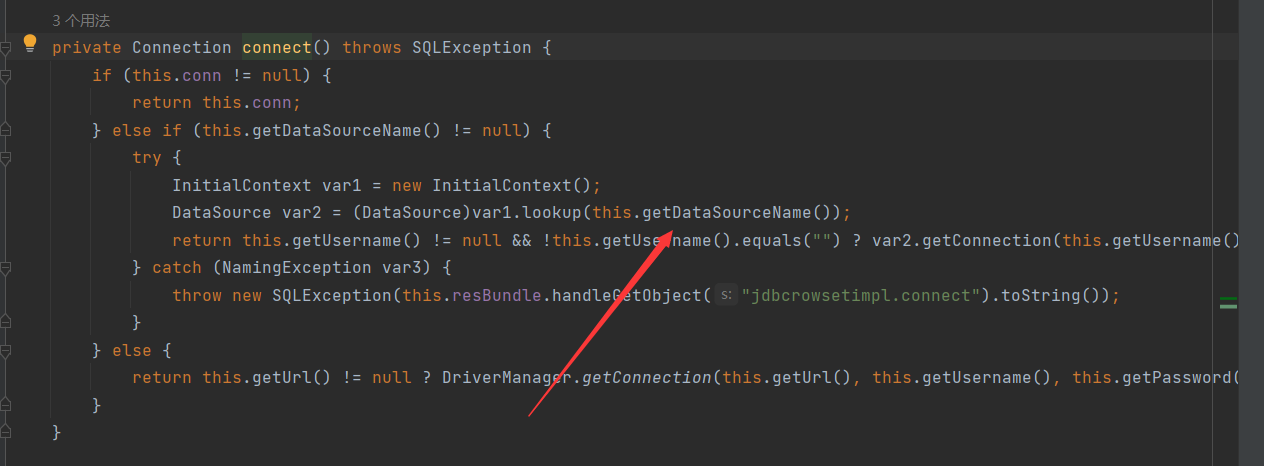 3 个用法
private Connection connect() throws SQLException {
if (this.conn != null) {
return this.conn;
} else if (this.getDataSourceName() != null) {
try {
InitialContext var1 = new InitialContext();
DataSource var2 = (DataSource)var1.lookup(this.getDataSourceName());
return this.getUsername() != null && !this.getUsername().equals("") ? var2.getConnection(this.getUsername()
} catch (NamingException var3) {
throw new SQLException(this.resBundle.handleGetObject( s: "jdbcrowsetimpl.connect").toString());
}
} else {
return this.getUrl() != null ? DriverManager.getConnection(this.getUrl(), this.getUsername(), this.getPassword(
}
}